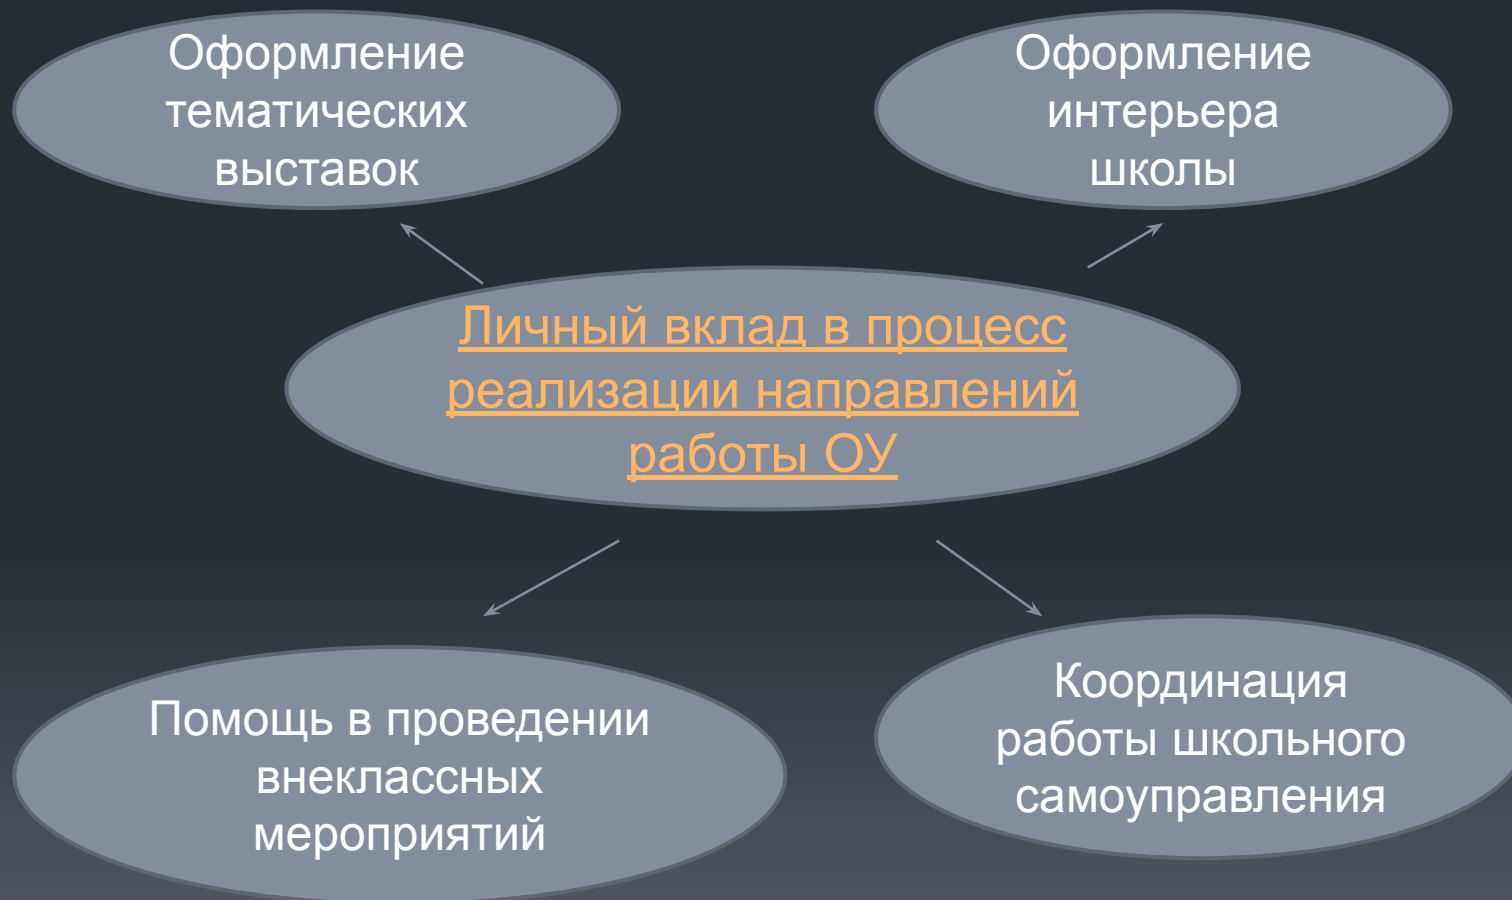 Оформление
тематических
выставок
Оформление
интерьера
школы
Личный вклад в процесс
реализации направлений
работы ОУ
Помощь в проведении
внеклассных
мероприятий
Координация
работы школьного
самоуправления